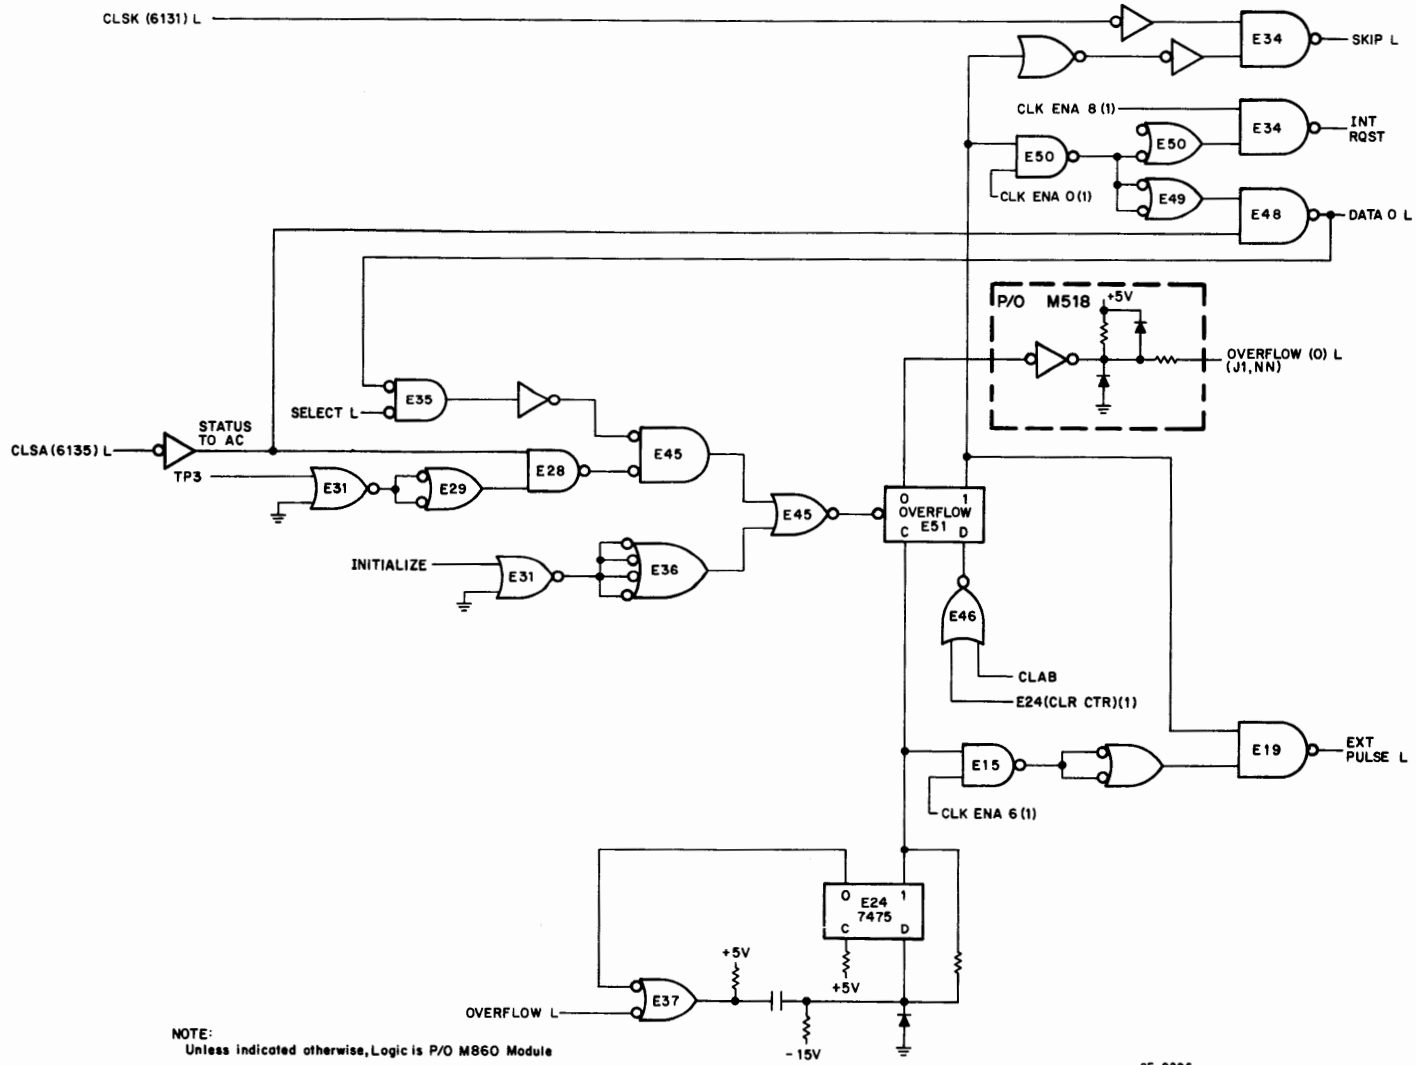 CLSK (6131) L
E34
SKIP L
CLK ENA 8 (1)
E34
INT
RQST
E50
E50
CLK ENA 0 (1)
E49
E48
DATA 0 L
P/O M518
+5V
OVERFLOW (0) L
(J1, NN)
E35
SELECT L
STATUS
TO AC
CLSA (6135) L
TP3
E31
E29
E28
E45
E45
0 1
OVERFLOW
E51
C D
INITIALIZE
E31
E36
E46
CLAB
E24 (CLR CTR) (1)
E15
E19
EXT
PULSE L
CLK ENA 6 (1)
0 1
E24
7475
C D
+5V
+5V
E37
OVERFLOW L
-15V
NOTE:
Unless indicated otherwise, Logic is P/O M860 Module